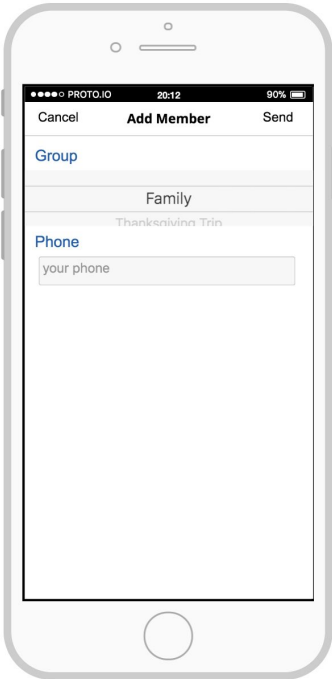 PROTO.IO 20:12 90%
Cancel Add Member Send
Group
Family
Thanksgiving Trip
Phone
your phone